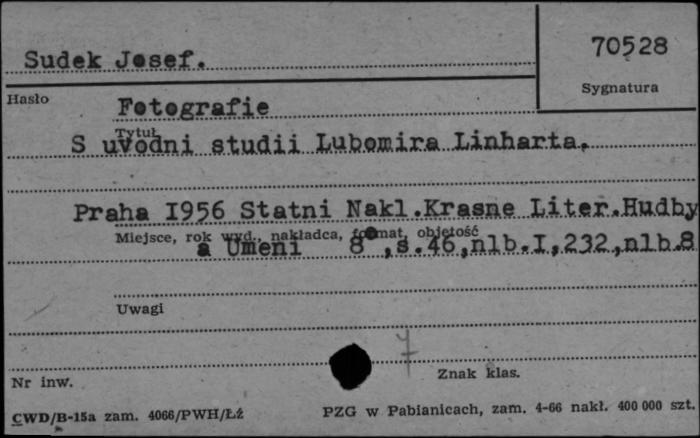 Sudek Josef.
70528
Sygnatura
Hasło
Fotografie
Tytuł
S uvodni studii Lubomira Linharta.
Praha I956 Statni Nakl.Krasne Liter.Hudby
Miejsce, rok wyd., nakładca, format, objętość
a Umeni 8°,s.46,nlb.I,232,nlb.8
Uwagi
7
Nr inw.
Znak klas.
CWD/B-15a zam. 4066/PWH/Łź
PZG w Pabianicach, zam. 4-66 nakł. 400 000 szt.